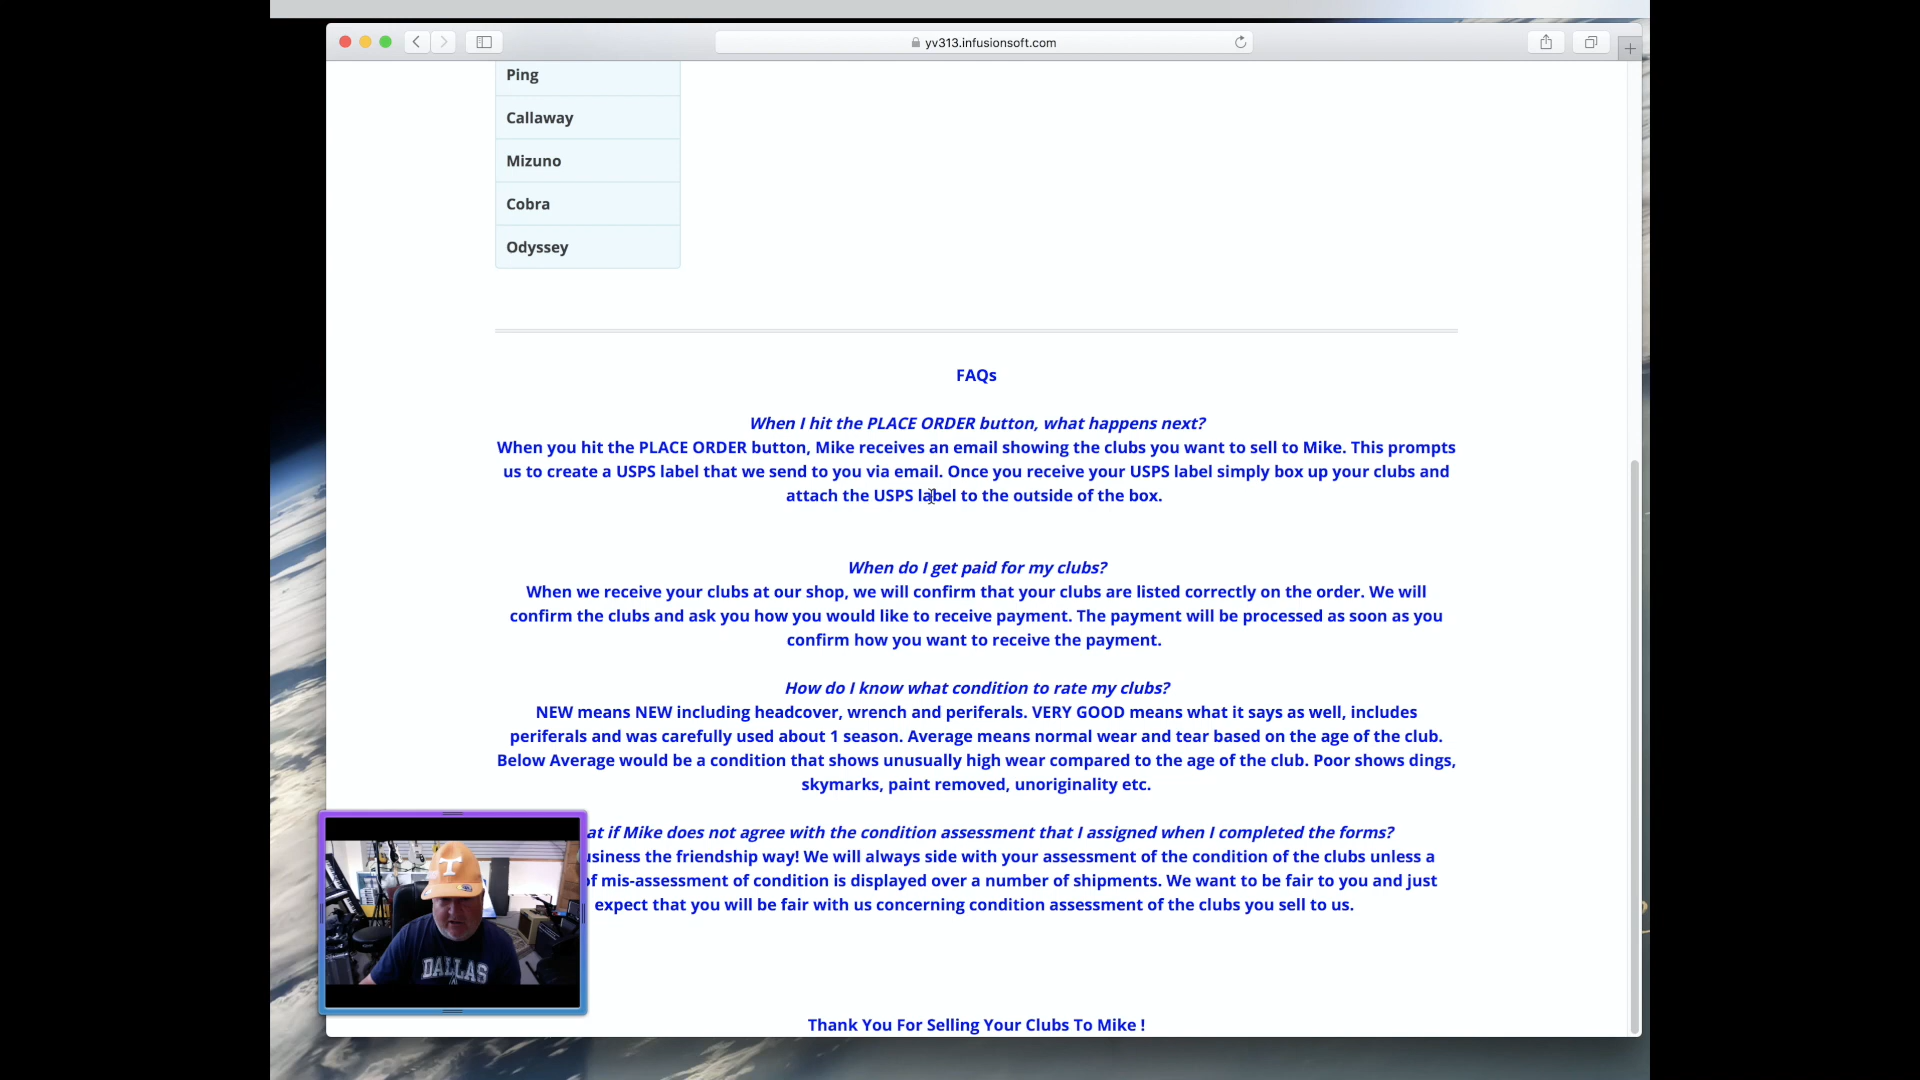 yv313.infusionsoft.com
Ping
Callaway
Mizuno
Cobra
Odyssey
FAQs
When I hit the PLACE ORDER button, what happens next?
When you hit the PLACE ORDER button, Mike receives an email showing the clubs you want to sell to Mike. This prompts
us to create a USPS label that we send to you via email. Once you receive your USPS label simply box up your clubs and
attach the USPS label to the outside of the box.
When do I get paid for my clubs?
When we receive your clubs at our shop, we will confirm that your clubs are listed correctly on the order. We will
confirm the clubs and ask you how you would like to receive payment. The payment will be processed as soon as you
confirm how you want to receive the payment.
How do I know what condition to rate my clubs?
NEW means NEW including headcover, wrench and periferals. VERY GOOD means what it says as well, includes
periferals and was carefully used about 1 season. Average means normal wear and tear based on the age of the club.
Below Average would be a condition that shows unusually high wear compared to the age of the club. Poor shows dings,
skymarks, paint removed, unoriginality etc.
at if Mike does not agree with the condition assessment that I assigned when I completed the forms?
usiness the friendship way! We will always side with your assessment of the condition of the clubs unless a
of mis-assessment of condition is displayed over a number of shipments. We want to be fair to you and just
expect that you will be fair with us concerning condition assessment of the clubs you sell to us.
T
DALLAS
Thank You For Selling Your Clubs To Mike !